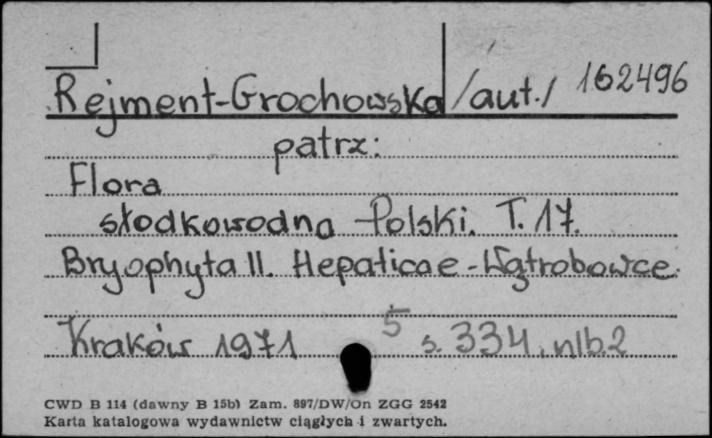 Rejment-Grochowska /aut./ 162496
patrz:
Flora
słodkowodna Polski. T. 17.
Bryophyta II. Hepaticae - Wątrobowce.
Kraków 1971 5 s. 334, nlb. 2
CWD B 114 (dawny B 15b) Zam. 897/DW/On ZGG 2542
Karta katalogowa wydawnictw ciągłych i zwartych.